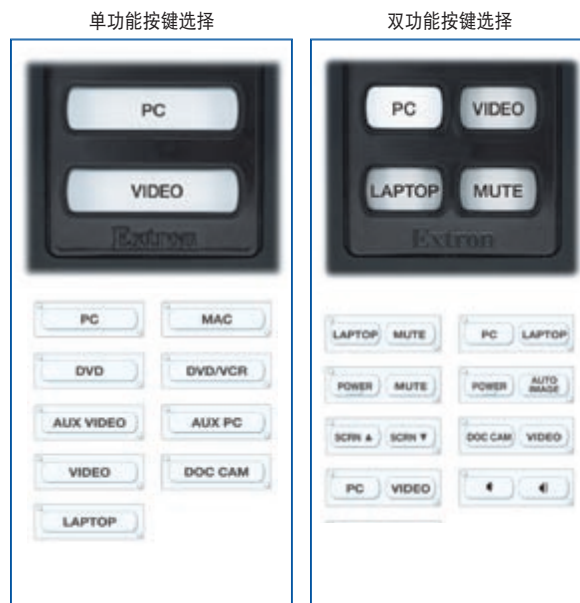 单功能按键选择
双功能按键选择
PC
VIDEO
Extron
PC VIDEO
LAPTOP MUTE
Extron
PC MAC
DVD DVD/VCR
AUX VIDEO AUX PC
VIDEO DOC CAM
LAPTOP
LAPTOP MUTE PC LAPTOP
POWER MUTE POWER AUTO IMAGE
SCRN ▲ SCRN ▼ DOC CAM VIDEO
PC VIDEO